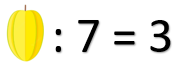 : 7 = 3